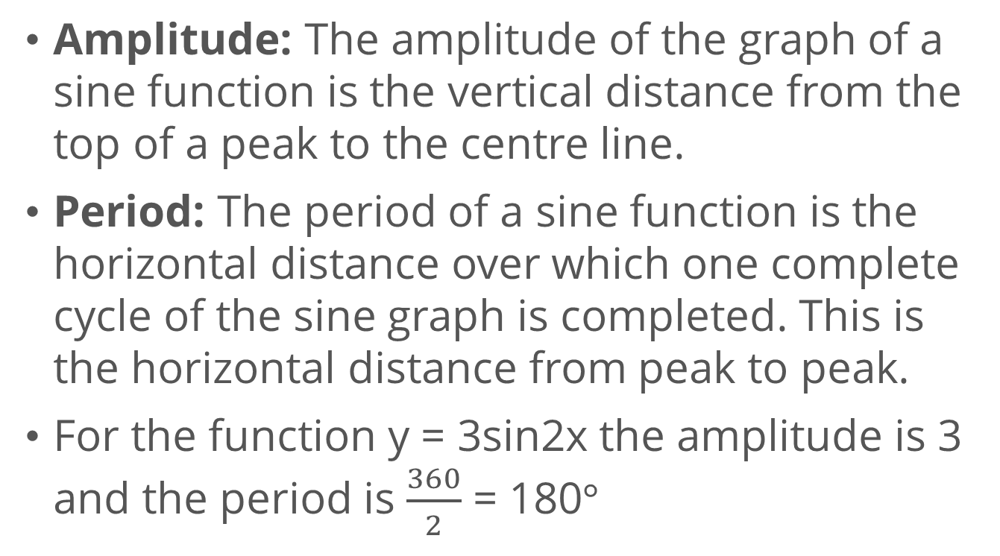 • Amplitude: The amplitude of the graph of a
sine function is the vertical distance from the
top of a peak to the centre line.
• Period: The period of a sine function is the
horizontal distance over which one complete
cycle of the sine graph is completed. This is
the horizontal distance from peak to peak.
• For the function y = 3sin2x the amplitude is 3
and the period is 360/2 = 180°